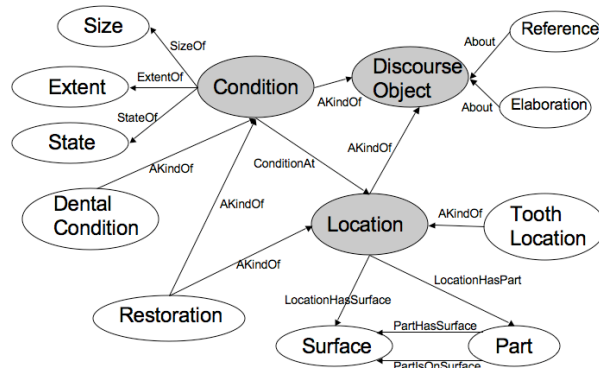 Size
SizeOf
Reference
About
Extent
ExtentOf
Condition
AKindOf
Discourse
Object
About
Elaboration
StateOf
State
AKindOf
ConditionAt
AKindOf
Dental
Condition
AKindOf
Location
AKindOf
Tooth
Location
AKindOf
Restoration
LocationHasSurface
LocationHasPart
Surface
PartHasSurface
PartIsOnSurface
Part